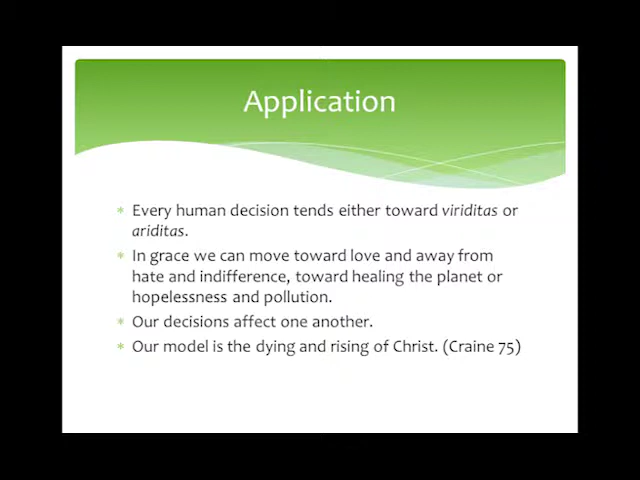 Application
* Every human decision tends either toward viriditas or
ariditas.
* In grace we can move toward love and away from
hate and indifference, toward healing the planet or
hopelessness and pollution.
* Our decisions affect one another.
* Our model is the dying and rising of Christ. (Craine 75)